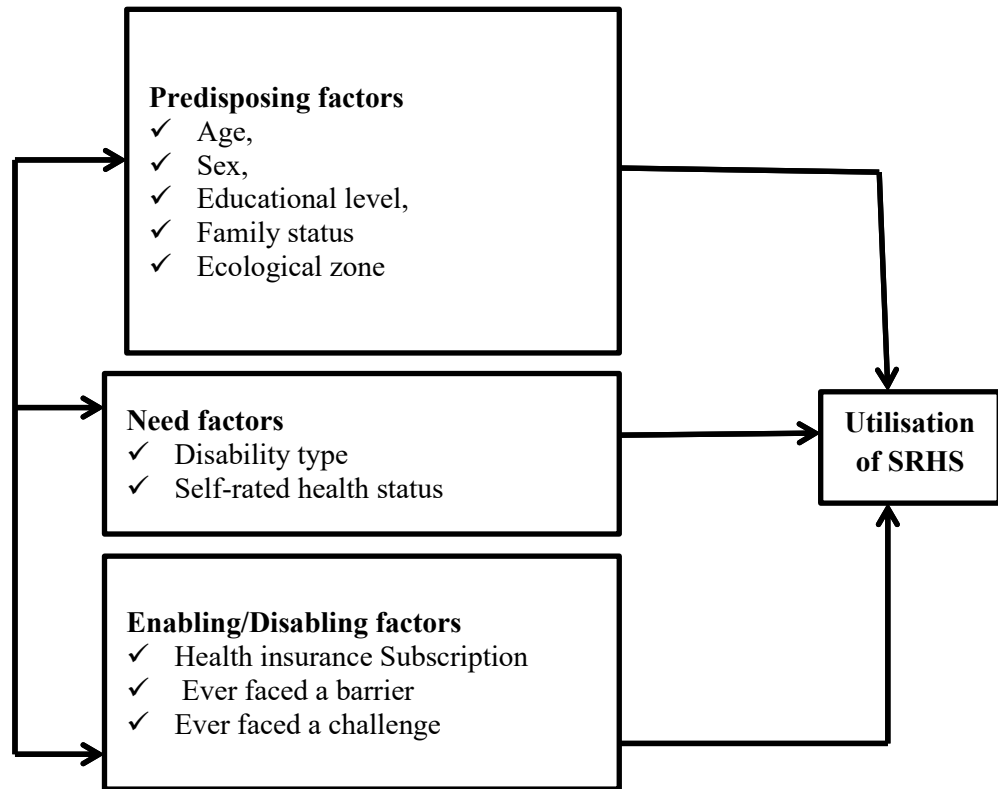 Predisposing factors
✓ Age,
✓ Sex,
✓ Educational level,
✓ Family status
✓ Ecological zone
Need factors
✓ Disability type
✓ Self-rated health status
Enabling/Disabling factors
✓ Health insurance Subscription
✓ Ever faced a barrier
✓ Ever faced a challenge
Utilisation
of SRHS